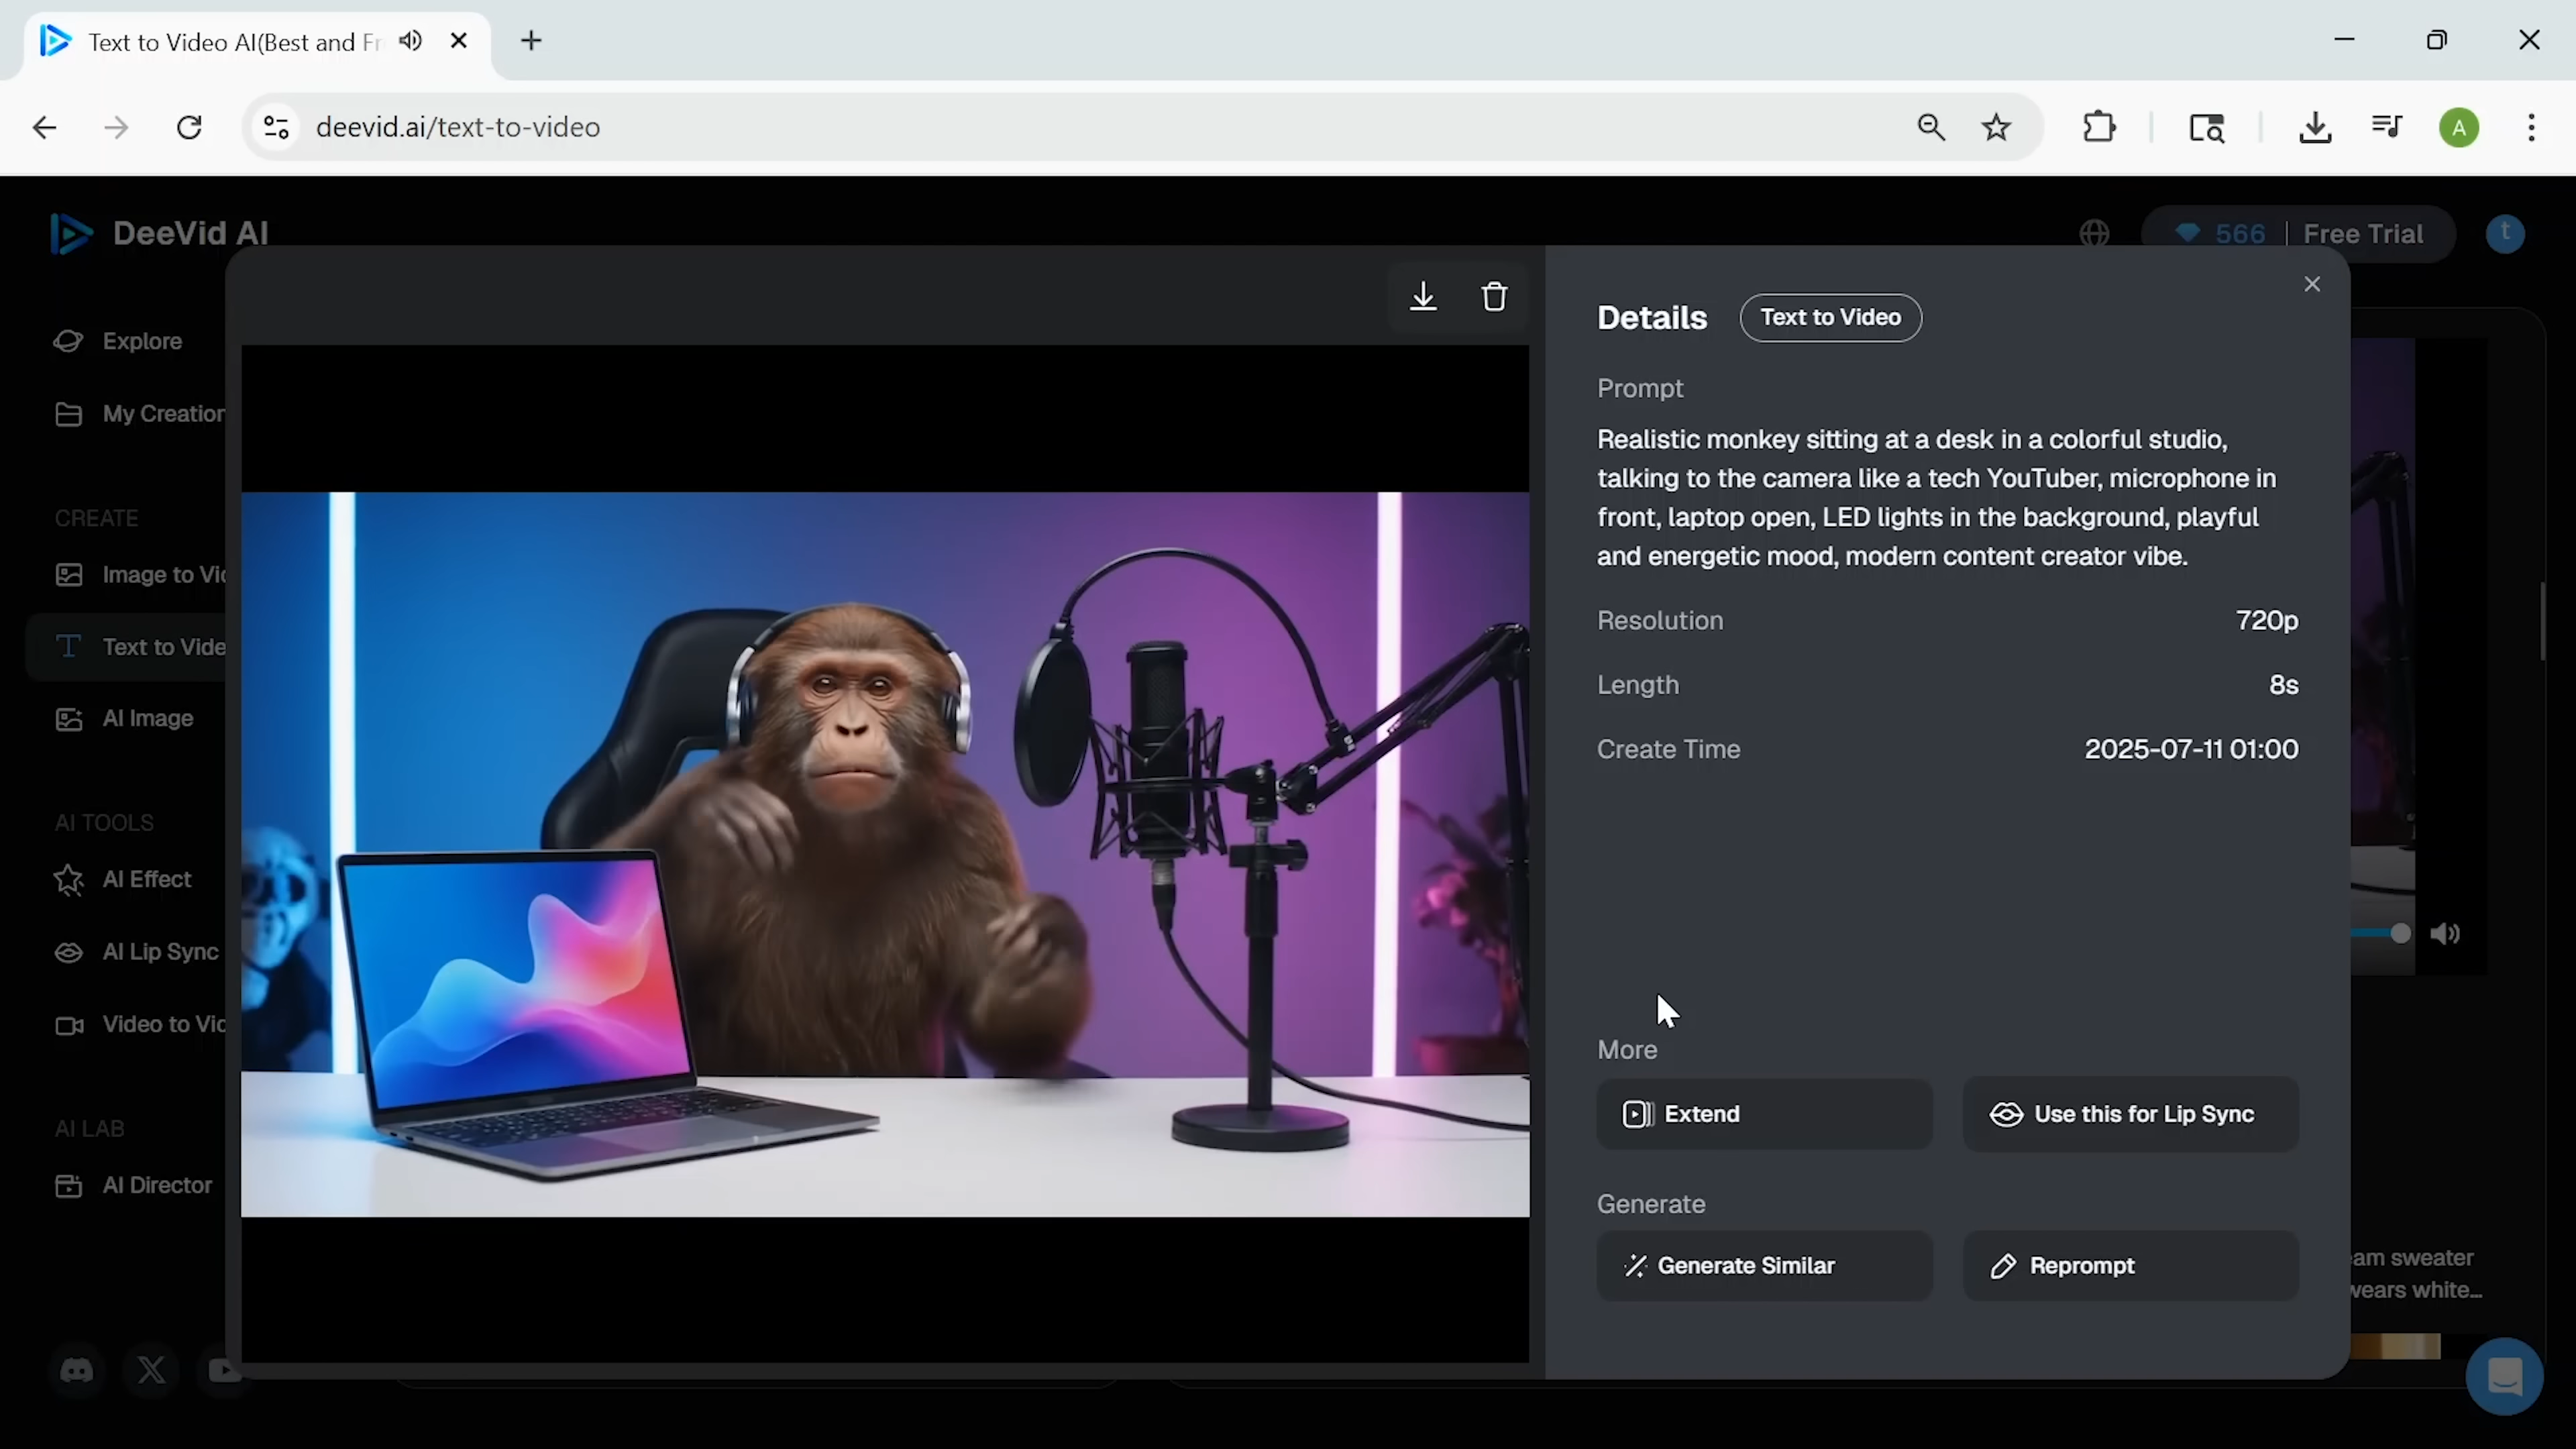 Text to Video AI(Best and Fr
deevid.ai/text-to-video
A
DeeVid AI
566 | Free Trial
t
Explore
My Creation
CREATE
Image to Vid
Text to Vide
AI Image
AI TOOLS
AI Effect
AI Lip Sync
Video to Vid
AI LAB
AI Director
Details
Text to Video
Prompt
Realistic monkey sitting at a desk in a colorful studio,
talking to the camera like a tech YouTuber, microphone in
front, laptop open, LED lights in the background, playful
and energetic mood, modern content creator vibe.
Resolution 720p
Length 8s
Create Time 2025-07-11 01:00
More
Extend
Use this for Lip Sync
Generate
Generate Similar
Reprompt
eam sweater
wears white...